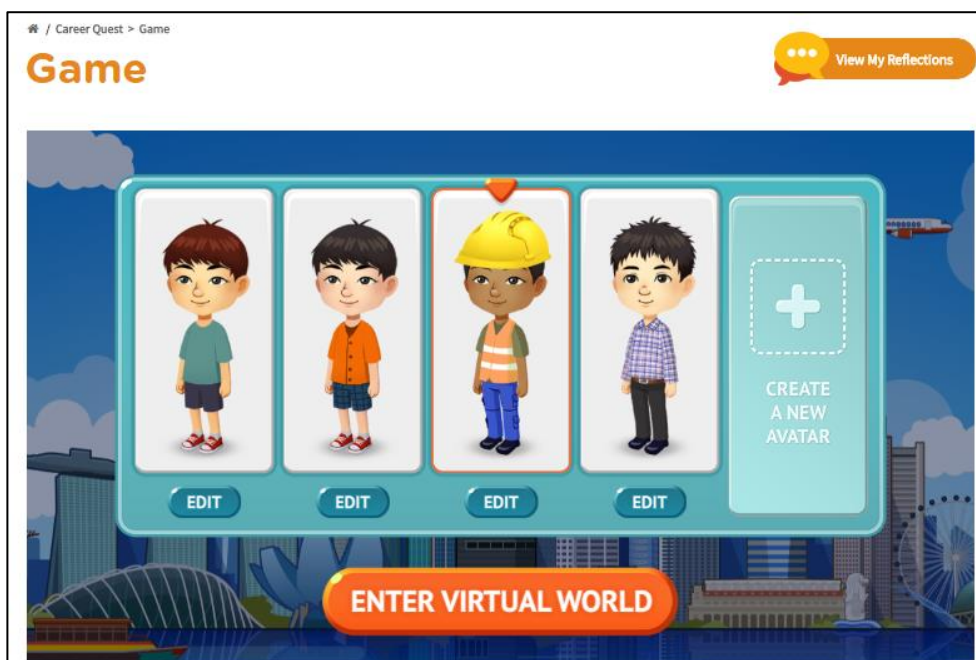 / Career Quest > Game
Game
View My Reflections
CREATE
A NEW
AVATAR
EDIT
EDIT
EDIT
EDIT
ENTER VIRTUAL WORLD